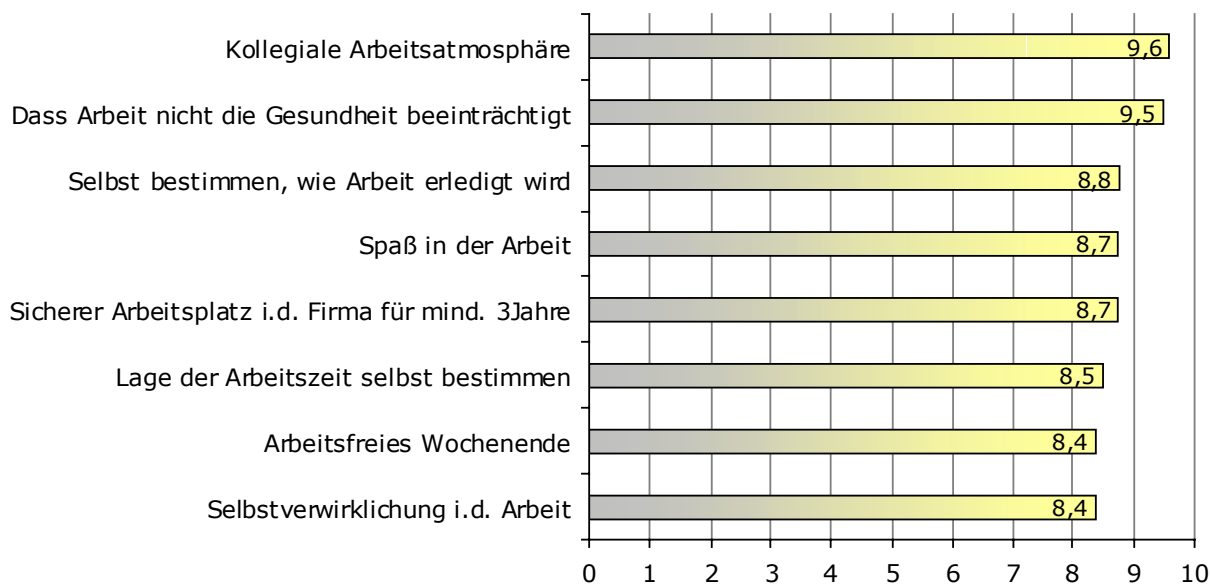 Kollegiale Arbeitsatmosphäre 9,6
Dass Arbeit nicht die Gesundheit beeinträchtigt 9,5
Selbst bestimmen, wie Arbeit erledigt wird 8,8
Spaß in der Arbeit 8,7
Sicherer Arbeitsplatz i.d. Firma für mind. 3Jahre 8,7
Lage der Arbeitszeit selbst bestimmen 8,5
Arbeitsfreies Wochenende 8,4
Selbstverwirklichung i.d. Arbeit 8,4
0 1 2 3 4 5 6 7 8 9 10